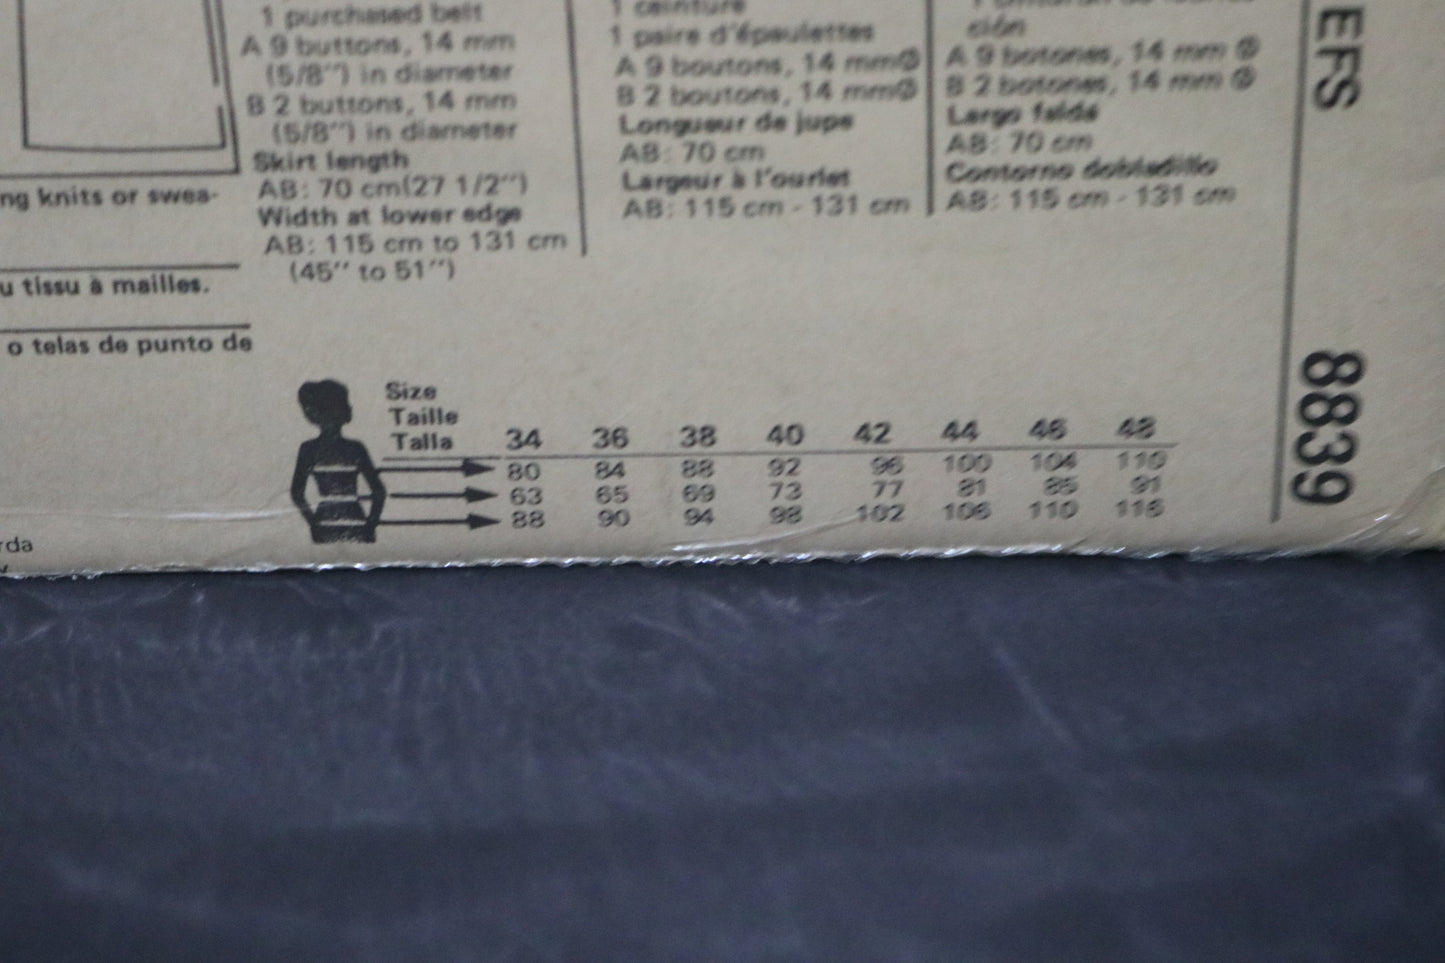 1 purchased belt
A 9 buttons, 14 mm
(5/8'') in diameter
B 2 buttons, 14 mm
(5/8'') in diameter
Skirt length
AB: 70 cm(27 1/2'')
Width at lower edge
AB: 115 cm to 131 cm
(45'' to 51'')
1 ceinture
1 paire d'épaulettes
A 9 boutons, 14 mm
B 2 boutons, 14 mm
Longueur de jupe
AB: 70 cm
Largeur à l'ourlet
AB: 115 cm - 131 cm
ción
A 9 botones, 14 mm
B 2 botones, 14 mm
Largo falda
AB: 70 cm
Contorno dobladillo
AB: 115 cm - 131 cm
ng knits or swea-
u tissu à mailles.
o telas de punto de
rda
Size
Taille
Talla 34 36 38 40 42 44 46 48
80 84 88 92 96 100 104 110
63 65 69 73 77 81 85 91
88 90 94 98 102 106 110 116
EFS
8839